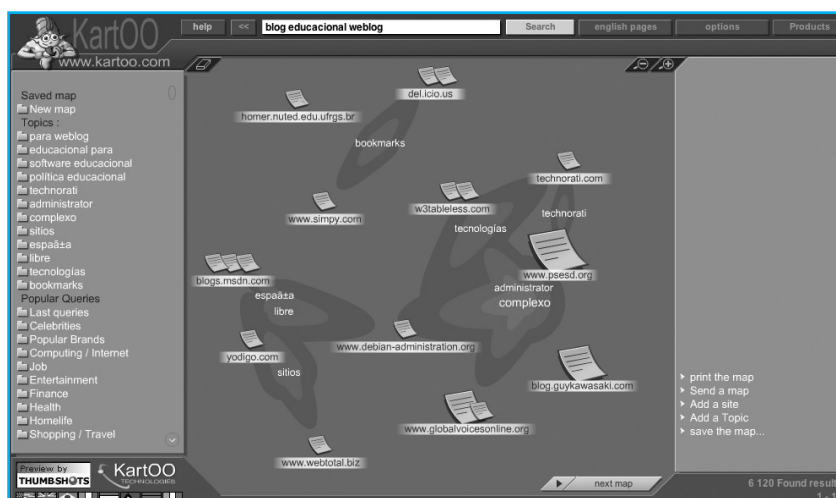 KartOO
www.kartoo.com
help
<<
blog educacional weblog
Search
english pages
options
Products
Saved map
New map
Topics :
para weblog
educacional para
software educacional
política educacional
technorati
administrator
complexo
sitios
espaã±a
libre
tecnologías
bookmarks
Popular Queries
Last queries
Celebrities
Popular Brands
Computing / Internet
Job
Entertainment
Finance
Health
Homelife
Shopping / Travel
Preview by
THUMBSHOTS
KartOO
TECHNOLOGIES
del.icio.us
homer.nuted.edu.ufrgs.br
bookmarks
technorati.com
www.simpy.com
w3tableless.com
technorati
tecnologías
blogs.msdn.com
www.psesd.org
administrator
complexo
espaã±a
libre
www.debian-administration.org
yodigo.com
sitios
blog.guykawasaki.com
www.globalvoicesonline.org
www.webtotal.biz
next map
print the map
Send a map
Add a site
Add a Topic
save the map...
6 120 Found result